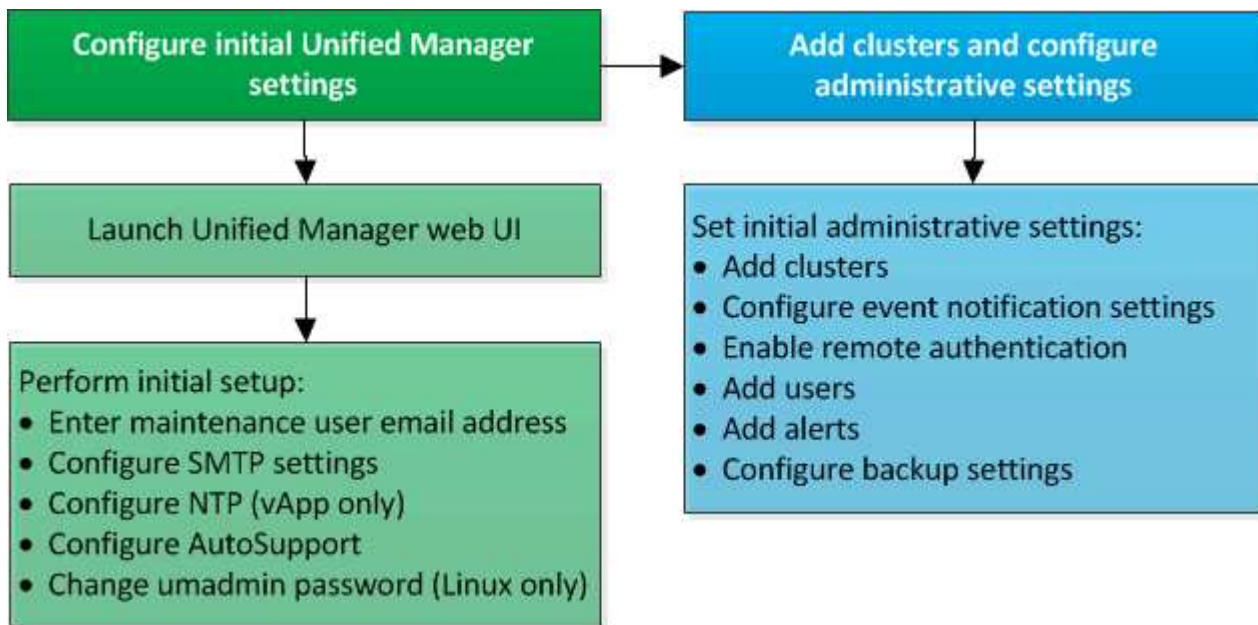 Configure initial Unified Manager
settings
Launch Unified Manager web UI
Perform initial setup:
• Enter maintenance user email address
• Configure SMTP settings
• Configure NTP (vApp only)
• Configure AutoSupport
• Change umadmin password (Linux only)
Add clusters and configure
administrative settings
Set initial administrative settings:
• Add clusters
• Configure event notification settings
• Enable remote authentication
• Add users
• Add alerts
• Configure backup settings